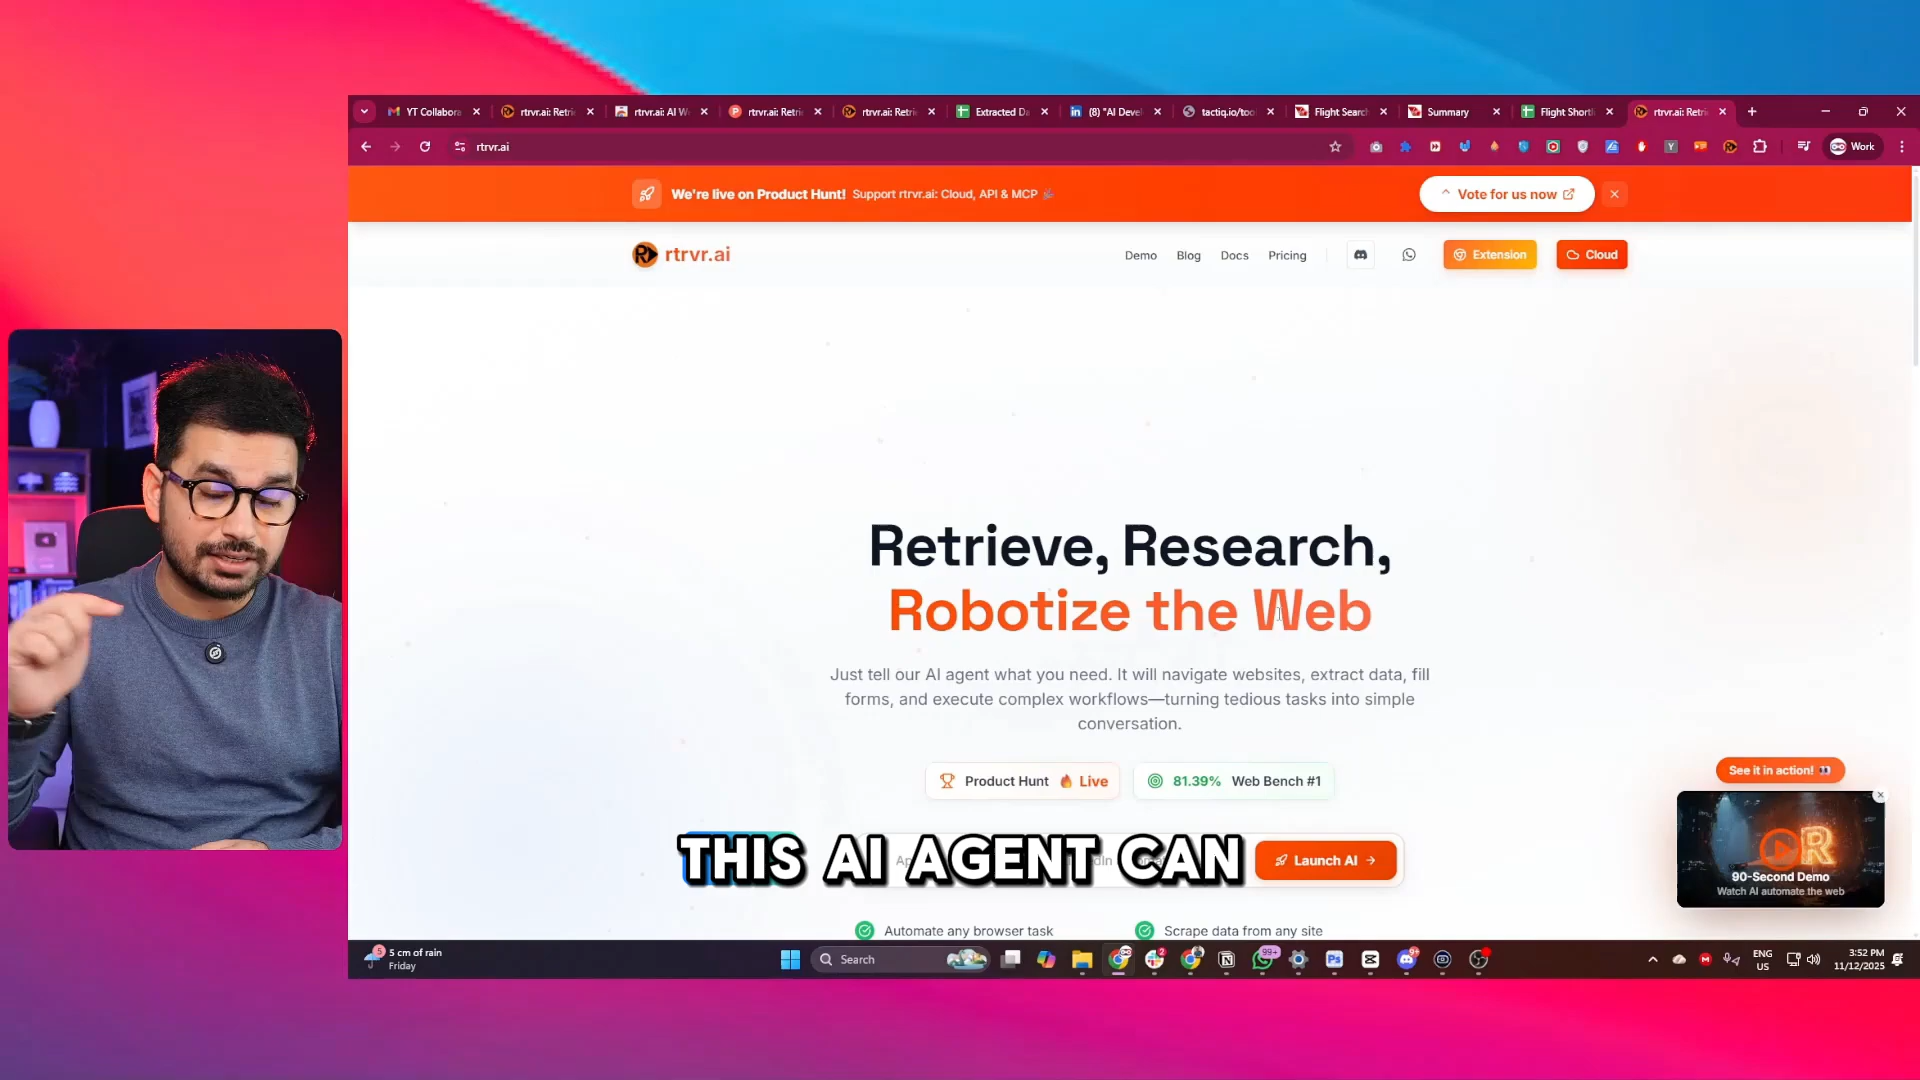 YT Collabora
rtrvr.ai: Retri
rtrvr.ai: AI W
rtrvr.ai: Retri
rtrvr.ai: Retri
Extracted Da
(8) "AI Devel
tactiq.io/too
Flight Search
Summary
Flight Shortl
rtrvr.ai: Retri
rtrvr.ai
Work
We're live on Product Hunt! Support rtrvr.ai: Cloud, API & MCP
Vote for us now
rtrvr.ai
Demo
Blog
Docs
Pricing
Extension
Cloud
Retrieve, Research,
Robotize the Web
Just tell our AI agent what you need. It will navigate websites, extract data, fill
forms, and execute complex workflows—turning tedious tasks into simple
conversation.
Product Hunt 🔥 Live
81.39% Web Bench #1
See it in action! 👀
90-Second Demo
Watch AI automate the web
THIS AI AGENT CAN
Launch AI →
Automate any browser task
Scrape data from any site
5 cm of rain
Friday
Search
99+
ENG
US
3:52 PM
11/12/2025